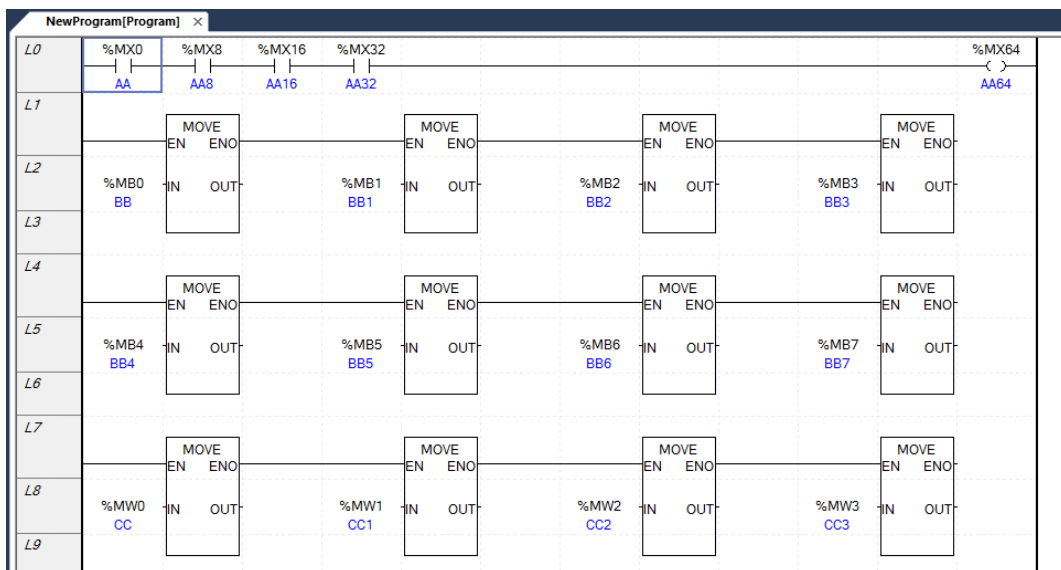 NewProgram[Program] ×
L0 %MX0 %MX8 %MX16 %MX32 %MX64
AA AA8 AA16 AA32 AA64
L1
MOVE MOVE MOVE MOVE
EN ENO EN ENO EN ENO EN ENO
L2
%MB0 IN OUT %MB1 IN OUT %MB2 IN OUT %MB3 IN OUT
BB BB1 BB2 BB3
L3
L4
MOVE MOVE MOVE MOVE
EN ENO EN ENO EN ENO EN ENO
L5
%MB4 IN OUT %MB5 IN OUT %MB6 IN OUT %MB7 IN OUT
BB4 BB5 BB6 BB7
L6
L7
MOVE MOVE MOVE MOVE
EN ENO EN ENO EN ENO EN ENO
L8
%MW0 IN OUT %MW1 IN OUT %MW2 IN OUT %MW3 IN OUT
CC CC1 CC2 CC3
L9